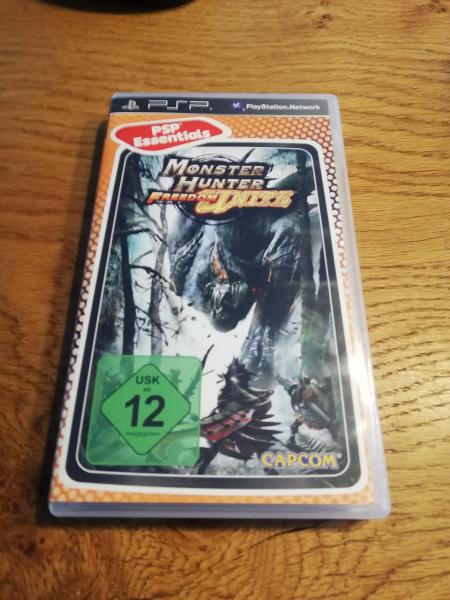 PSP
PlayStation®Network
PSP®
Essentials
MONSTER
HUNTER
FREEDOM UNITE
USK
ab
12
freigegeben
CAPCOM®